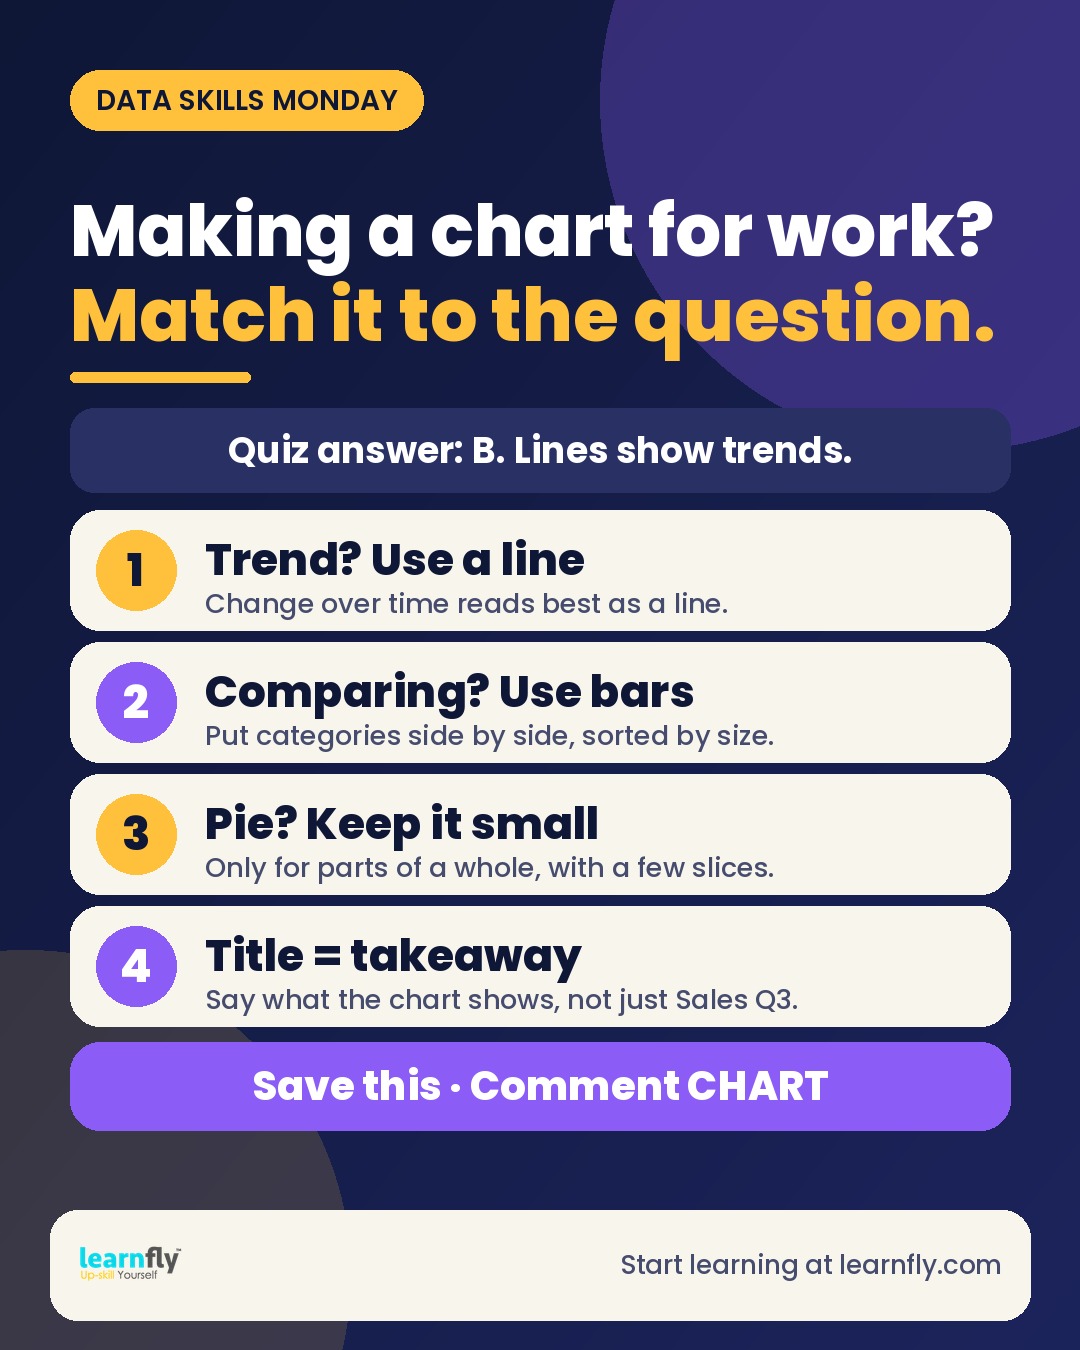 DATA SKILLS MONDAY
Making a chart for work?
Match it to the question.
Quiz answer: B. Lines show trends.
1
Trend? Use a line
Change over time reads best as a line.
2
Comparing? Use bars
Put categories side by side, sorted by size.
3
Pie? Keep it small
Only for parts of a whole, with a few slices.
4
Title = takeaway
Say what the chart shows, not just Sales Q3.
Save this · Comment CHART
learnfly™
Up-skill Yourself
Start learning at learnfly.com